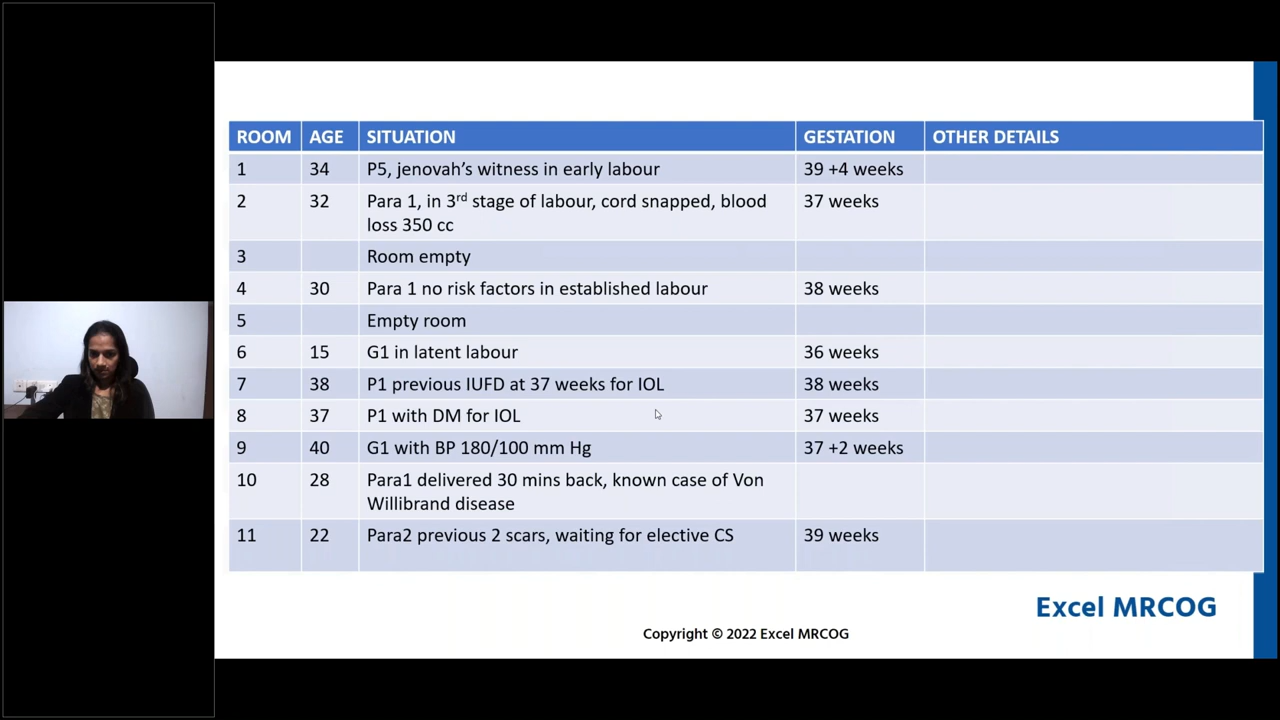 ROOM AGE SITUATION GESTATION OTHER DETAILS
1 34 P5, jenovah's witness in early labour 39 +4 weeks
2 32 Para 1, in 3rd stage of labour, cord snapped, blood 37 weeks
loss 350 cc
3 Room empty
4 30 Para 1 no risk factors in established labour 38 weeks
5 Empty room
6 15 G1 in latent labour 36 weeks
7 38 P1 previous IUFD at 37 weeks for IOL 38 weeks
8 37 P1 with DM for IOL 37 weeks
9 40 G1 with BP 180/100 mm Hg 37 +2 weeks
10 28 Para1 delivered 30 mins back, known case of Von
Willibrand disease
11 22 Para2 previous 2 scars, waiting for elective CS 39 weeks
Excel MRCOG
Copyright © 2022 Excel MRCOG